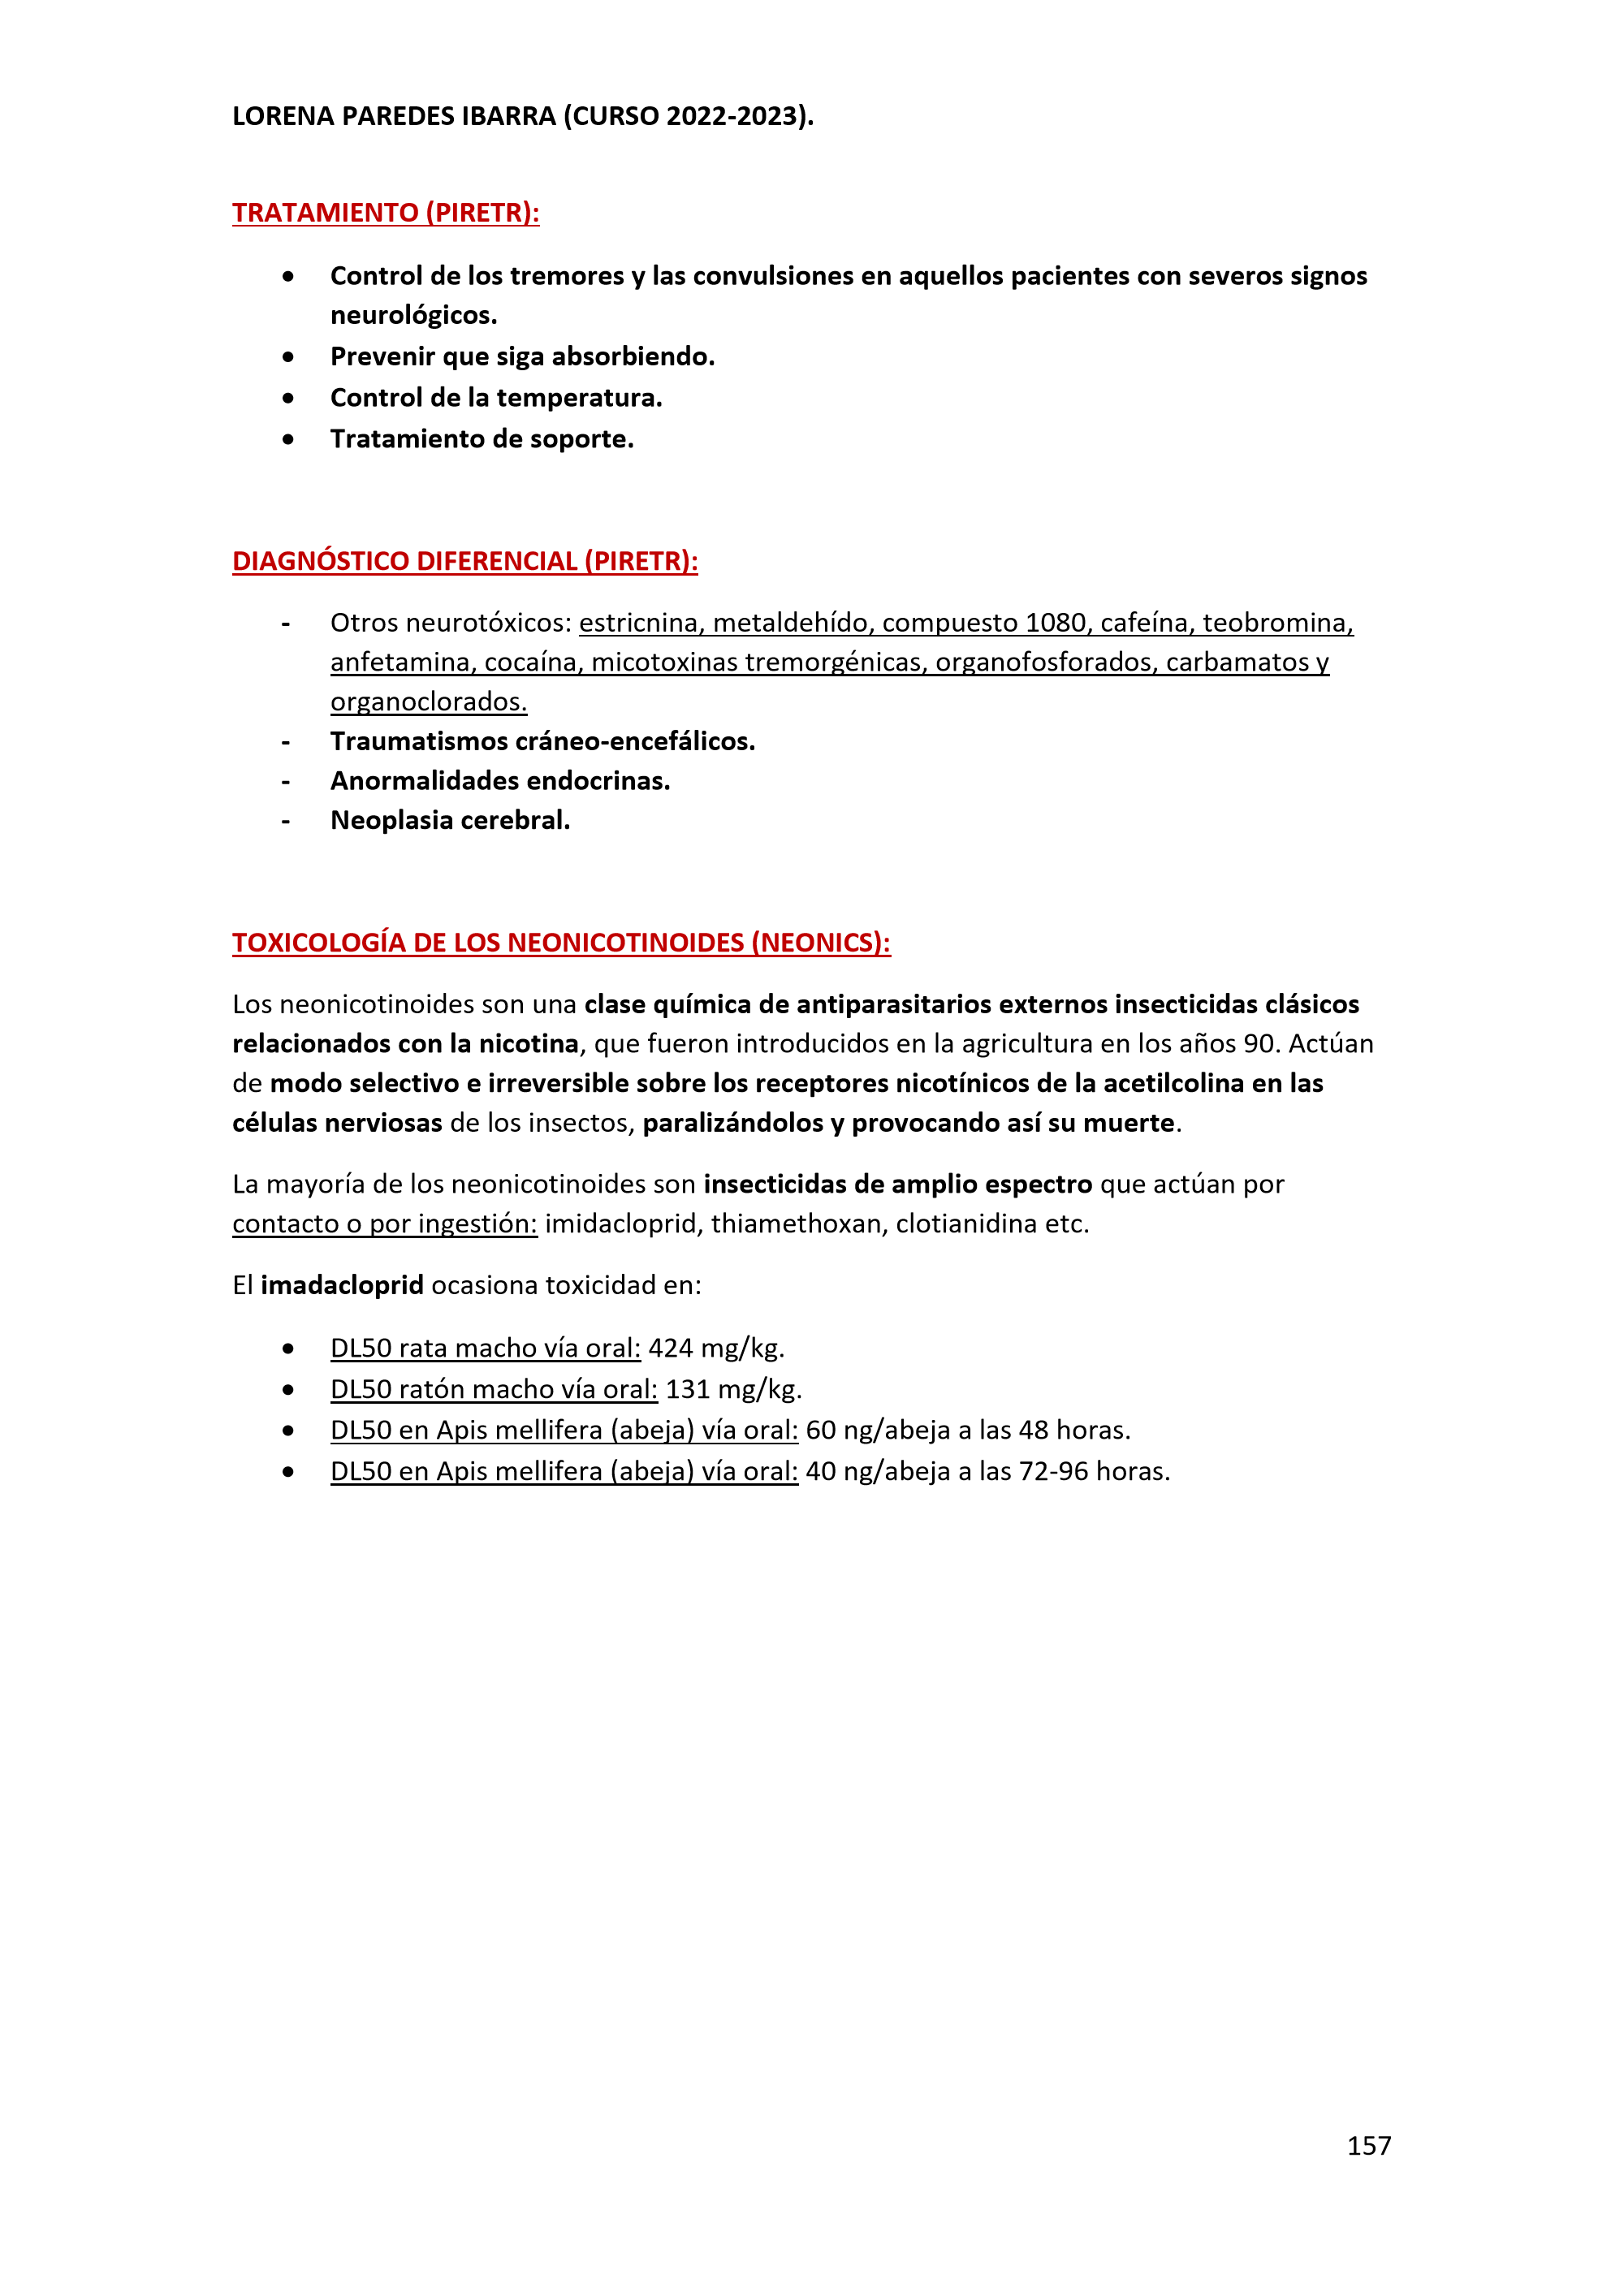 LORENA PAREDES IBARRA (CURSO 2022-2023).
TRATAMIENTO (PIRETR):
• Control de los tremores y las convulsiones en aquellos pacientes con severos signos
neurológicos.
• Prevenir que siga absorbiendo.
• Control de la temperatura.
• Tratamiento de soporte.
DIAGNÓSTICO DIFERENCIAL (PIRETR):
- Otros neurotóxicos: estricnina, metaldehído, compuesto 1080, cafeína, teobromina,
anfetamina, cocaína, micotoxinas tremorgénicas, organofosforados, carbamatos y
organoclorados.
- Traumatismos cráneo-encefálicos.
- Anormalidades endocrinas.
- Neoplasia cerebral.
TOXICOLOGÍA DE LOS NEONICOTINOIDES (NEONICS):
Los neonicotinoides son una clase química de antiparasitarios externos insecticidas clásicos
relacionados con la nicotina, que fueron introducidos en la agricultura en los años 90. Actúan
de modo selectivo e irreversible sobre los receptores nicotínicos de la acetilcolina en las
células nerviosas de los insectos, paralizándolos y provocando así su muerte.
La mayoría de los neonicotinoides son insecticidas de amplio espectro que actúan por
contacto o por ingestión: imidacloprid, thiamethoxan, clotianidina etc.
El imadacloprid ocasiona toxicidad en:
• DL50 rata macho vía oral: 424 mg/kg.
• DL50 ratón macho vía oral: 131 mg/kg.
• DL50 en Apis mellifera (abeja) vía oral: 60 ng/abeja a las 48 horas.
• DL50 en Apis mellifera (abeja) vía oral: 40 ng/abeja a las 72-96 horas.
157